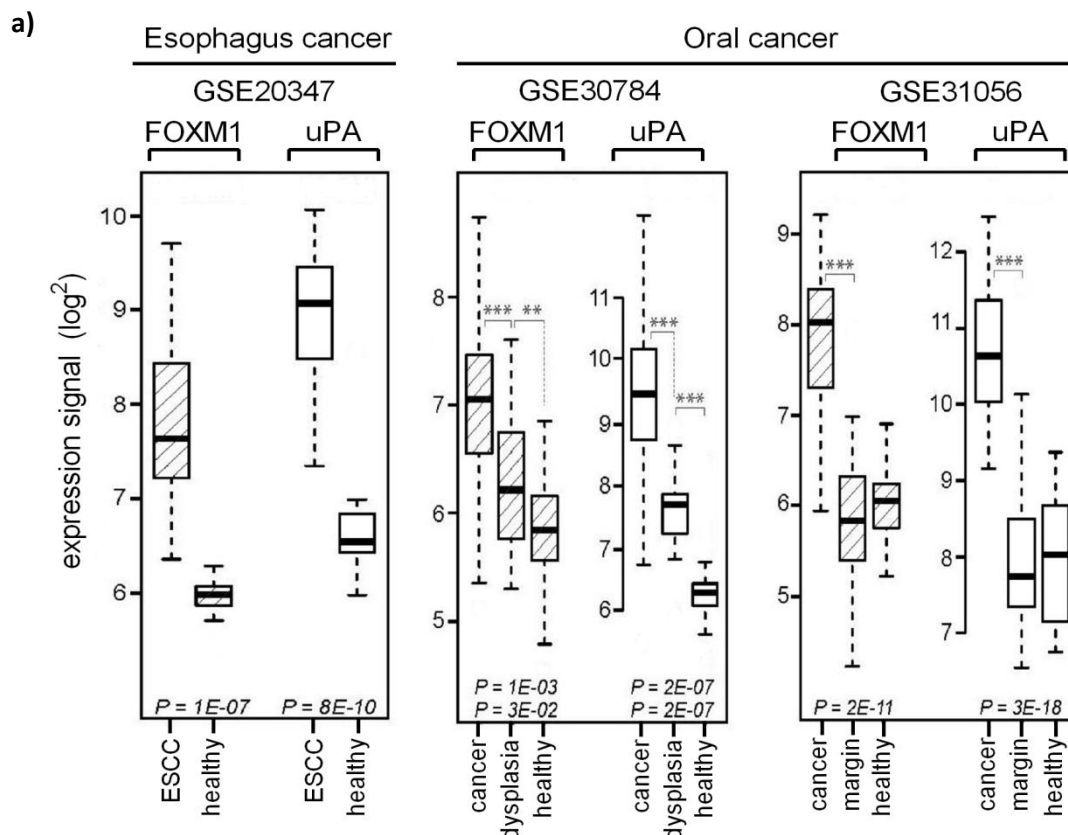 a)
Esophagus cancer
Oral cancer
GSE20347
GSE30784
GSE31056
FOXM1
uPA
FOXM1
uPA
FOXM1
uPA
expression signal (log2)
10
9
8
7
6
P = 1E-07
P = 8E-10
ESCC
healthy
ESCC
healthy
8
7
6
5
*** **
11
10
9
8
7
6
***
***
P = 1E-03
P = 3E-02
P = 2E-07
P = 2E-07
cancer
dysplasia
healthy
cancer
dysplasia
healthy
9
8
7
6
5
***
12
11
10
9
8
7
***
P = 2E-11
P = 3E-18
cancer
margin
healthy
cancer
margin
healthy